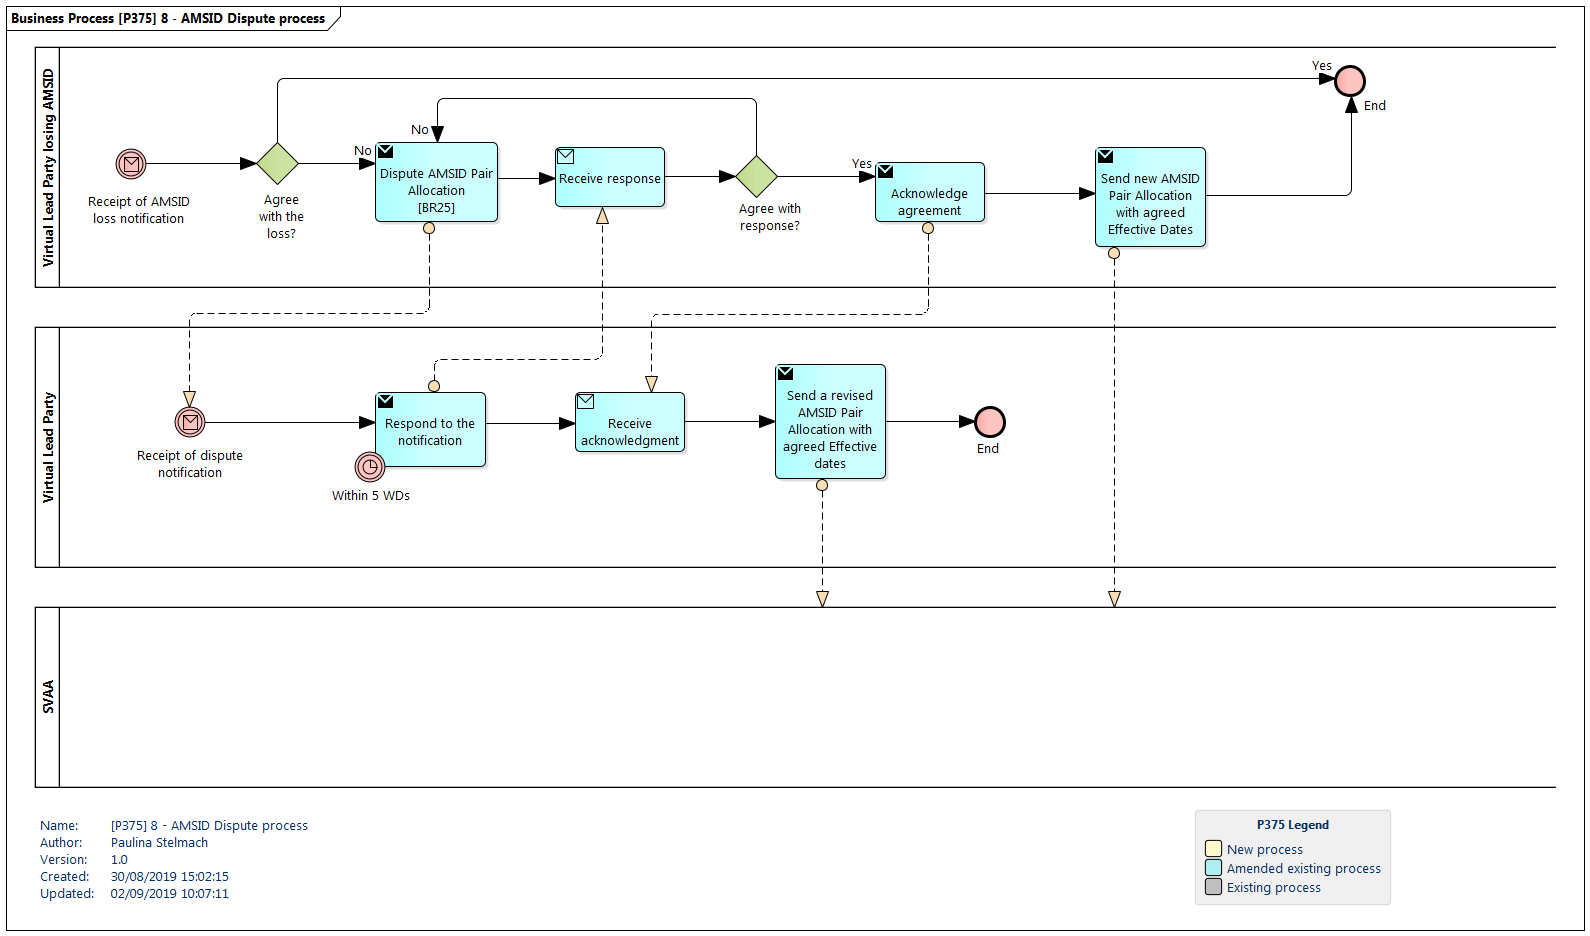 Business Process [P375] 8 - AMSID Dispute process
Virtual Lead Party losing AMSID
Receipt of AMSID
loss notification
Agree
with the
loss?
Yes
No
No
Dispute AMSID Pair
Allocation
[BR25]
Receive response
Agree with
response?
Yes
Acknowledge
agreement
Send new AMSID
Pair Allocation
with agreed
Effective Dates
End
Virtual Lead Party
Receipt of dispute
notification
Respond to the
notification
Within 5 WDs
Receive
acknowledgment
Send a revised
AMSID Pair
Allocation with
agreed Effective
dates
End
SVAA
Name: [P375] 8 - AMSID Dispute process
Author: Paulina Stelmach
Version: 1.0
Created: 30/08/2019 15:02:15
Updated: 02/09/2019 10:07:11
P375 Legend
New process
Amended existing process
Existing process